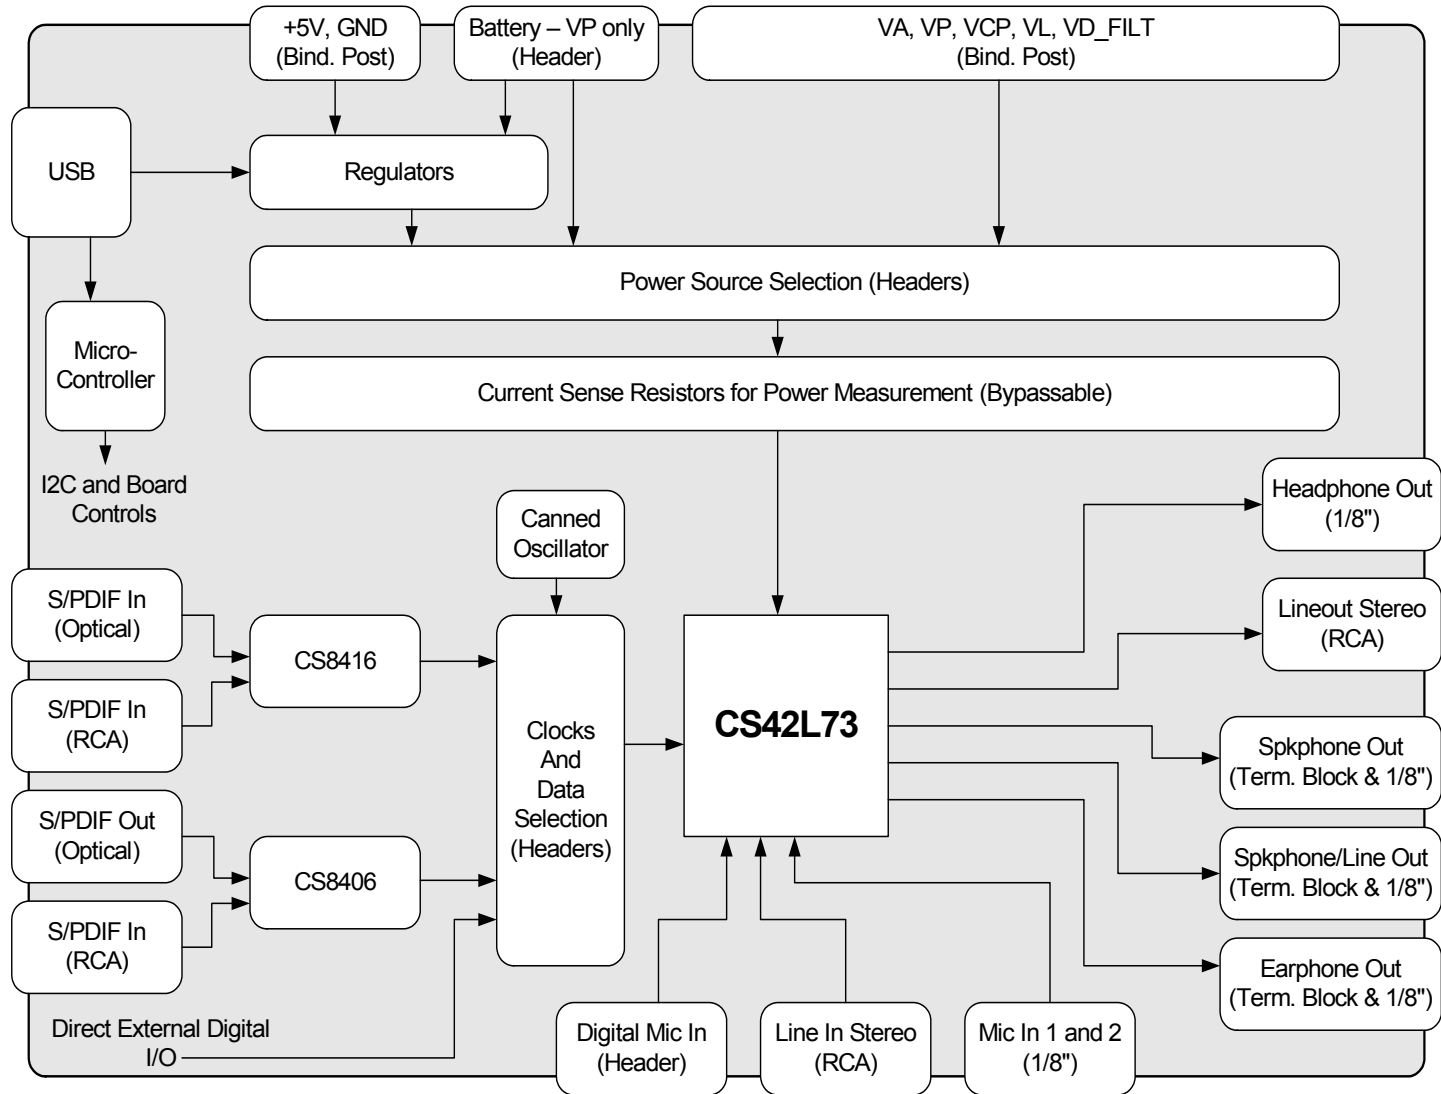 +5V, GND
(Bind. Post)
Battery – VP only
(Header)
VA, VP, VCP, VL, VD_FILT
(Bind. Post)
USB
Regulators
Power Source Selection (Headers)
Micro-
Controller
Current Sense Resistors for Power Measurement (Bypassable)
I2C and Board
Controls
Canned
Oscillator
Headphone Out
(1/8")
S/PDIF In
(Optical)
CS8416
Lineout Stereo
(RCA)
S/PDIF In
(RCA)
Clocks
And
Data
Selection
(Headers)
CS42L73
Spkphone Out
(Term. Block & 1/8")
S/PDIF Out
(Optical)
CS8406
Spkphone/Line Out
(Term. Block & 1/8")
S/PDIF In
(RCA)
Earphone Out
(Term. Block & 1/8")
Direct External Digital
I/O
Digital Mic In
(Header)
Line In Stereo
(RCA)
Mic In 1 and 2
(1/8")